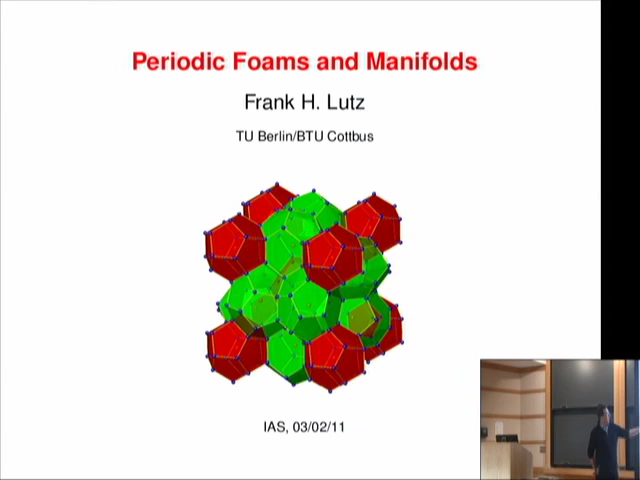 Periodic Foams and Manifolds
Frank H. Lutz
TU Berlin/BTU Cottbus
IAS, 03/02/11